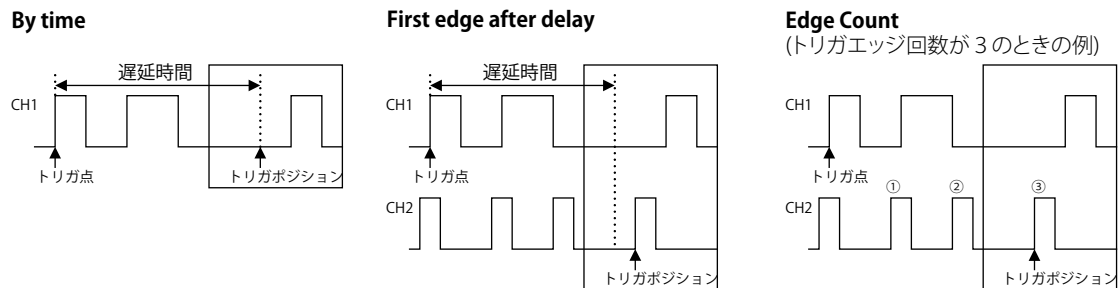 By time
遅延時間
CH1
トリガ点
トリガポジション
First edge after delay
遅延時間
CH1
トリガ点
CH2
トリガポジション
Edge Count
(トリガエッジ回数が 3 のときの例)
CH1
トリガ点
① ② ③
CH2
トリガポジション